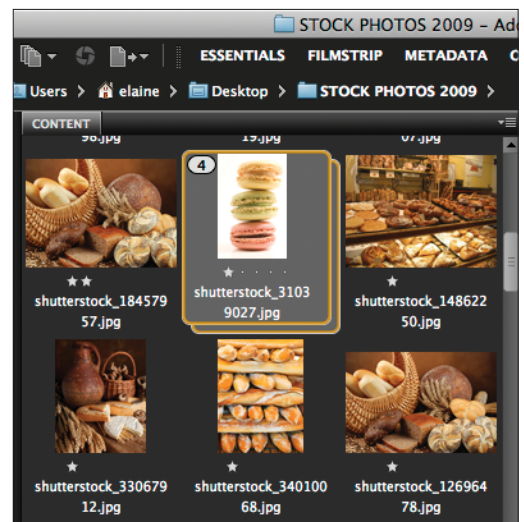 STOCK PHOTOS 2009 – Ado
ESSENTIALS FILMSTRIP METADATA
Users > elaine > Desktop > STOCK PHOTOS 2009 >
CONTENT
98.jpg 19.jpg 07.jpg
4
shutterstock_184579
57.jpg
shutterstock_3103
9027.jpg
shutterstock_148622
50.jpg
shutterstock_330679
12.jpg
shutterstock_340100
68.jpg
shutterstock_126964
78.jpg